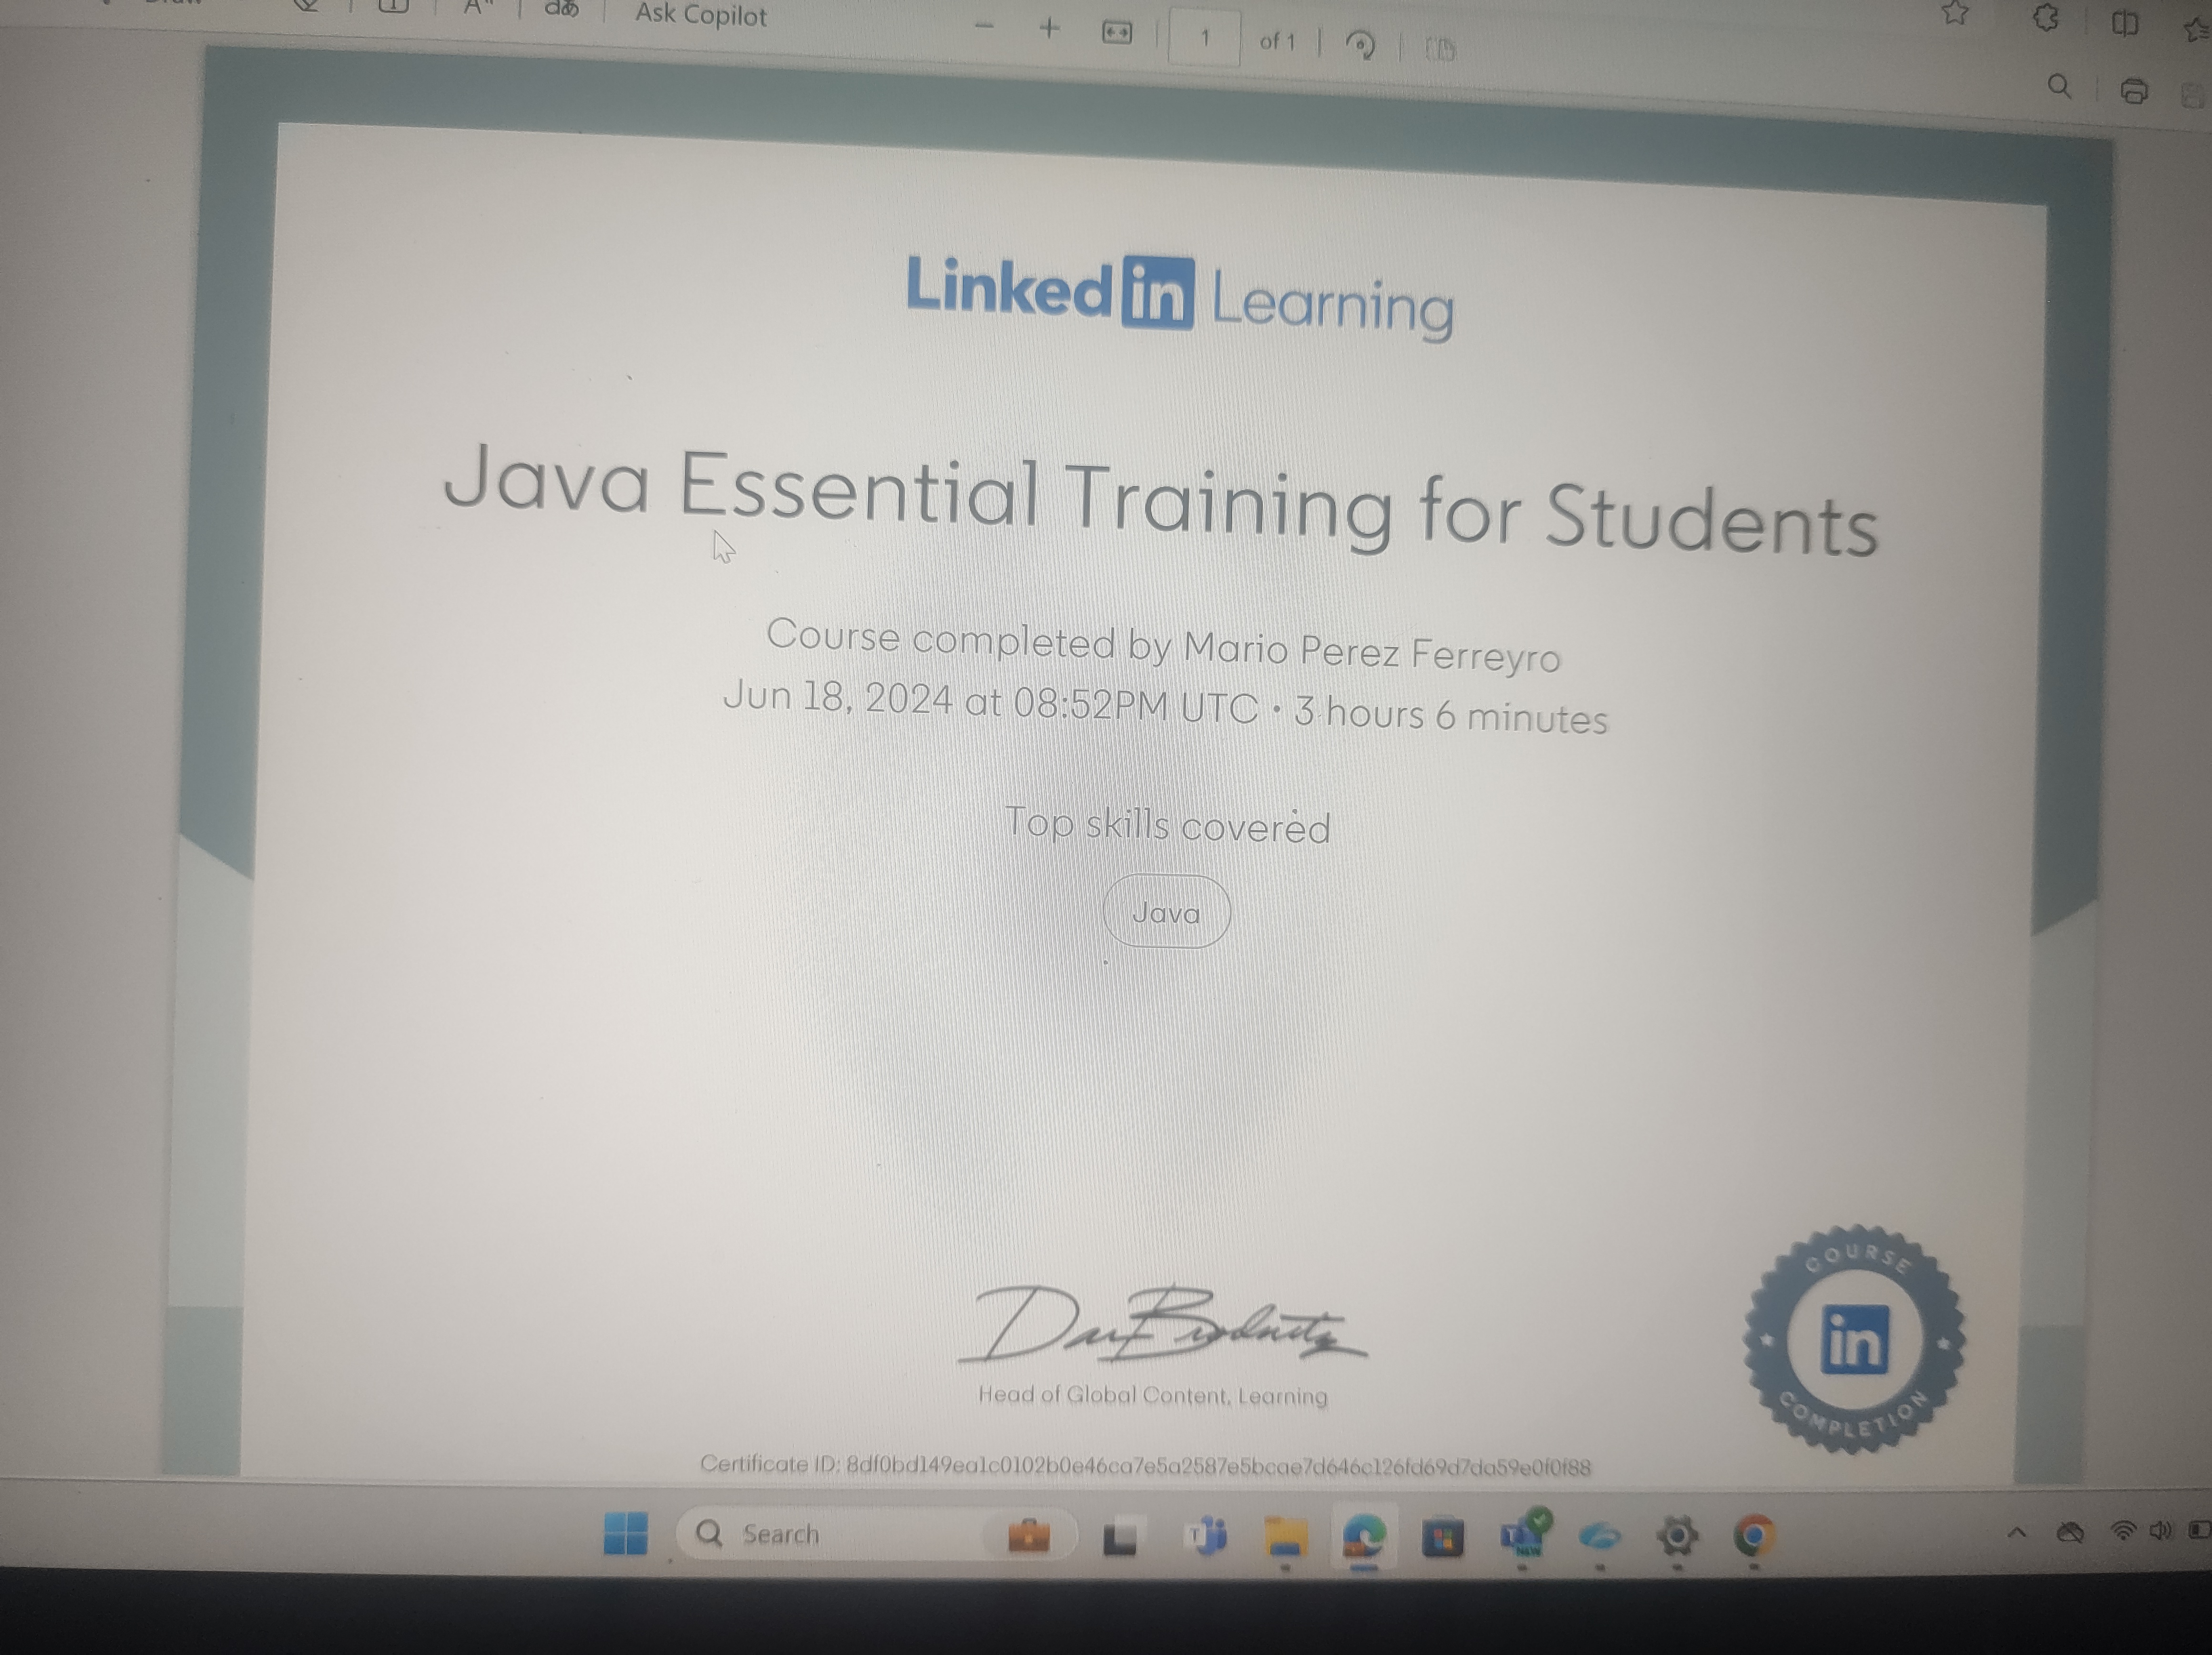 Ask Copilot
1 of 1
LinkedIn Learning
Java Essential Training for Students
Course completed by Mario Perez Ferreyro
Jun 18, 2024 at 08:52PM UTC • 3 hours 6 minutes
Top skills covered
Java
Head of Global Content, Learning
COURSE
in
COMPLETION
Certificate ID: 8df0bd149ea1c0102b0e46ca7e5a2587e5bcae7d646c126fd69d7da59e0f0f88
Search